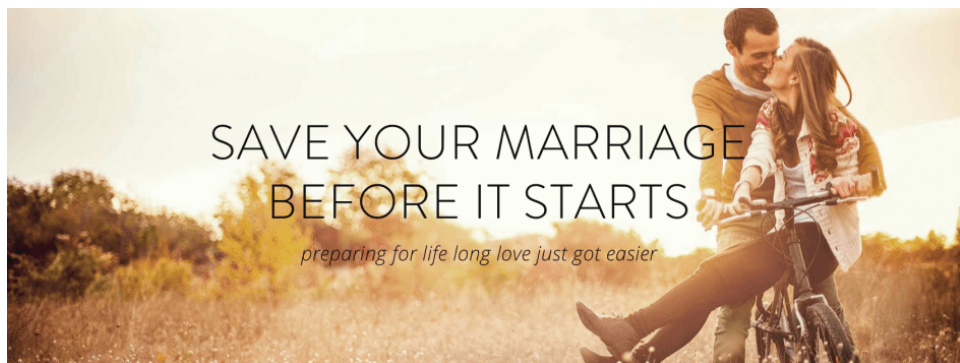 SAVE YOUR MARRIAGE
BEFORE IT STARTS
preparing for life long love just got easier